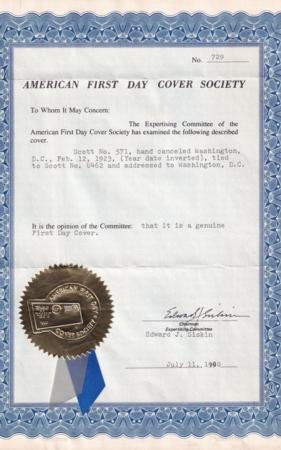 No. 729
AMERICAN FIRST DAY COVER SOCIETY
To Whom It May Concern:
The Expertising Committee of the
American First Day Cover Society has examined the following described
cover.
Scott No. 571, hand canceled Washington,
D.C., Feb. 12, 1923, (Year date inverted), tied
to Scott No. U462 and addressed to Washington, D.C.
It is the opinion of the Committee: that it is a genuine
First Day Cover.
AMERICAN FIRST DAY
COVER SOCIETY
Edward J. Siskin
Chairman
Expertising Committee
Edward J. Siskin
July 11, 1990